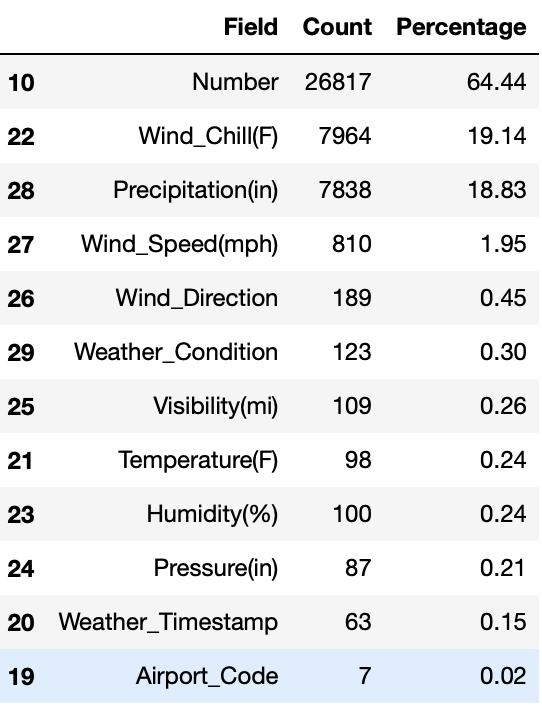 Field Count Percentage
10 Number 26817 64.44
22 Wind_Chill(F) 7964 19.14
28 Precipitation(in) 7838 18.83
27 Wind_Speed(mph) 810 1.95
26 Wind_Direction 189 0.45
29 Weather_Condition 123 0.30
25 Visibility(mi) 109 0.26
21 Temperature(F) 98 0.24
23 Humidity(%) 100 0.24
24 Pressure(in) 87 0.21
20 Weather_Timestamp 63 0.15
19 Airport_Code 7 0.02